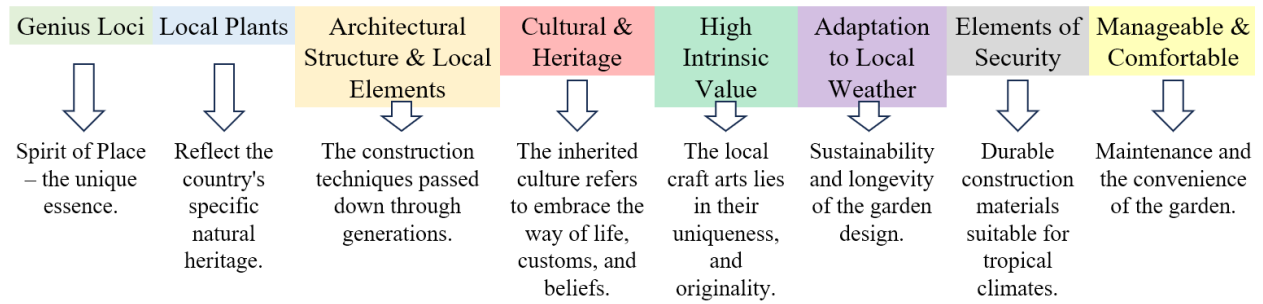 Genius Loci
Local Plants
Architectural
Structure & Local
Elements
Cultural &
Heritage
High
Intrinsic
Value
Adaptation
to Local
Weather
Elements of
Security
Manageable &
Comfortable
Spirit of Place
– the unique
essence.
Reflect the
country's
specific
natural
heritage.
The construction
techniques passed
down through
generations.
The inherited
culture refers
to embrace the
way of life,
customs, and
beliefs.
The local
craft arts lies
in their
uniqueness,
and
originality.
Sustainability
and longevity
of the garden
design.
Durable
construction
materials
suitable for
tropical
climates.
Maintenance and
the convenience
of the garden.